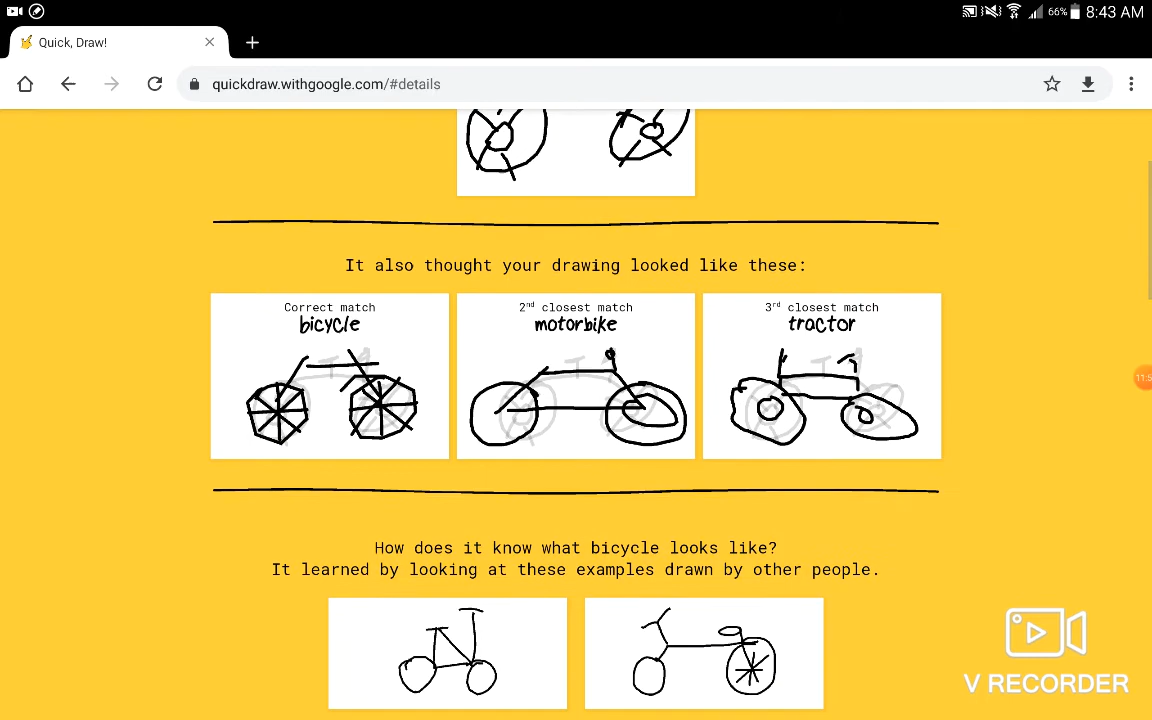 66% 8:43 AM
Quick, Draw!
quickdraw.withgoogle.com/#details
It also thought your drawing looked like these:
Correct match
bicycle
2nd closest match
motorbike
3rd closest match
tractor
11:5
How does it know what bicycle looks like?
It learned by looking at these examples drawn by other people.
V RECORDER